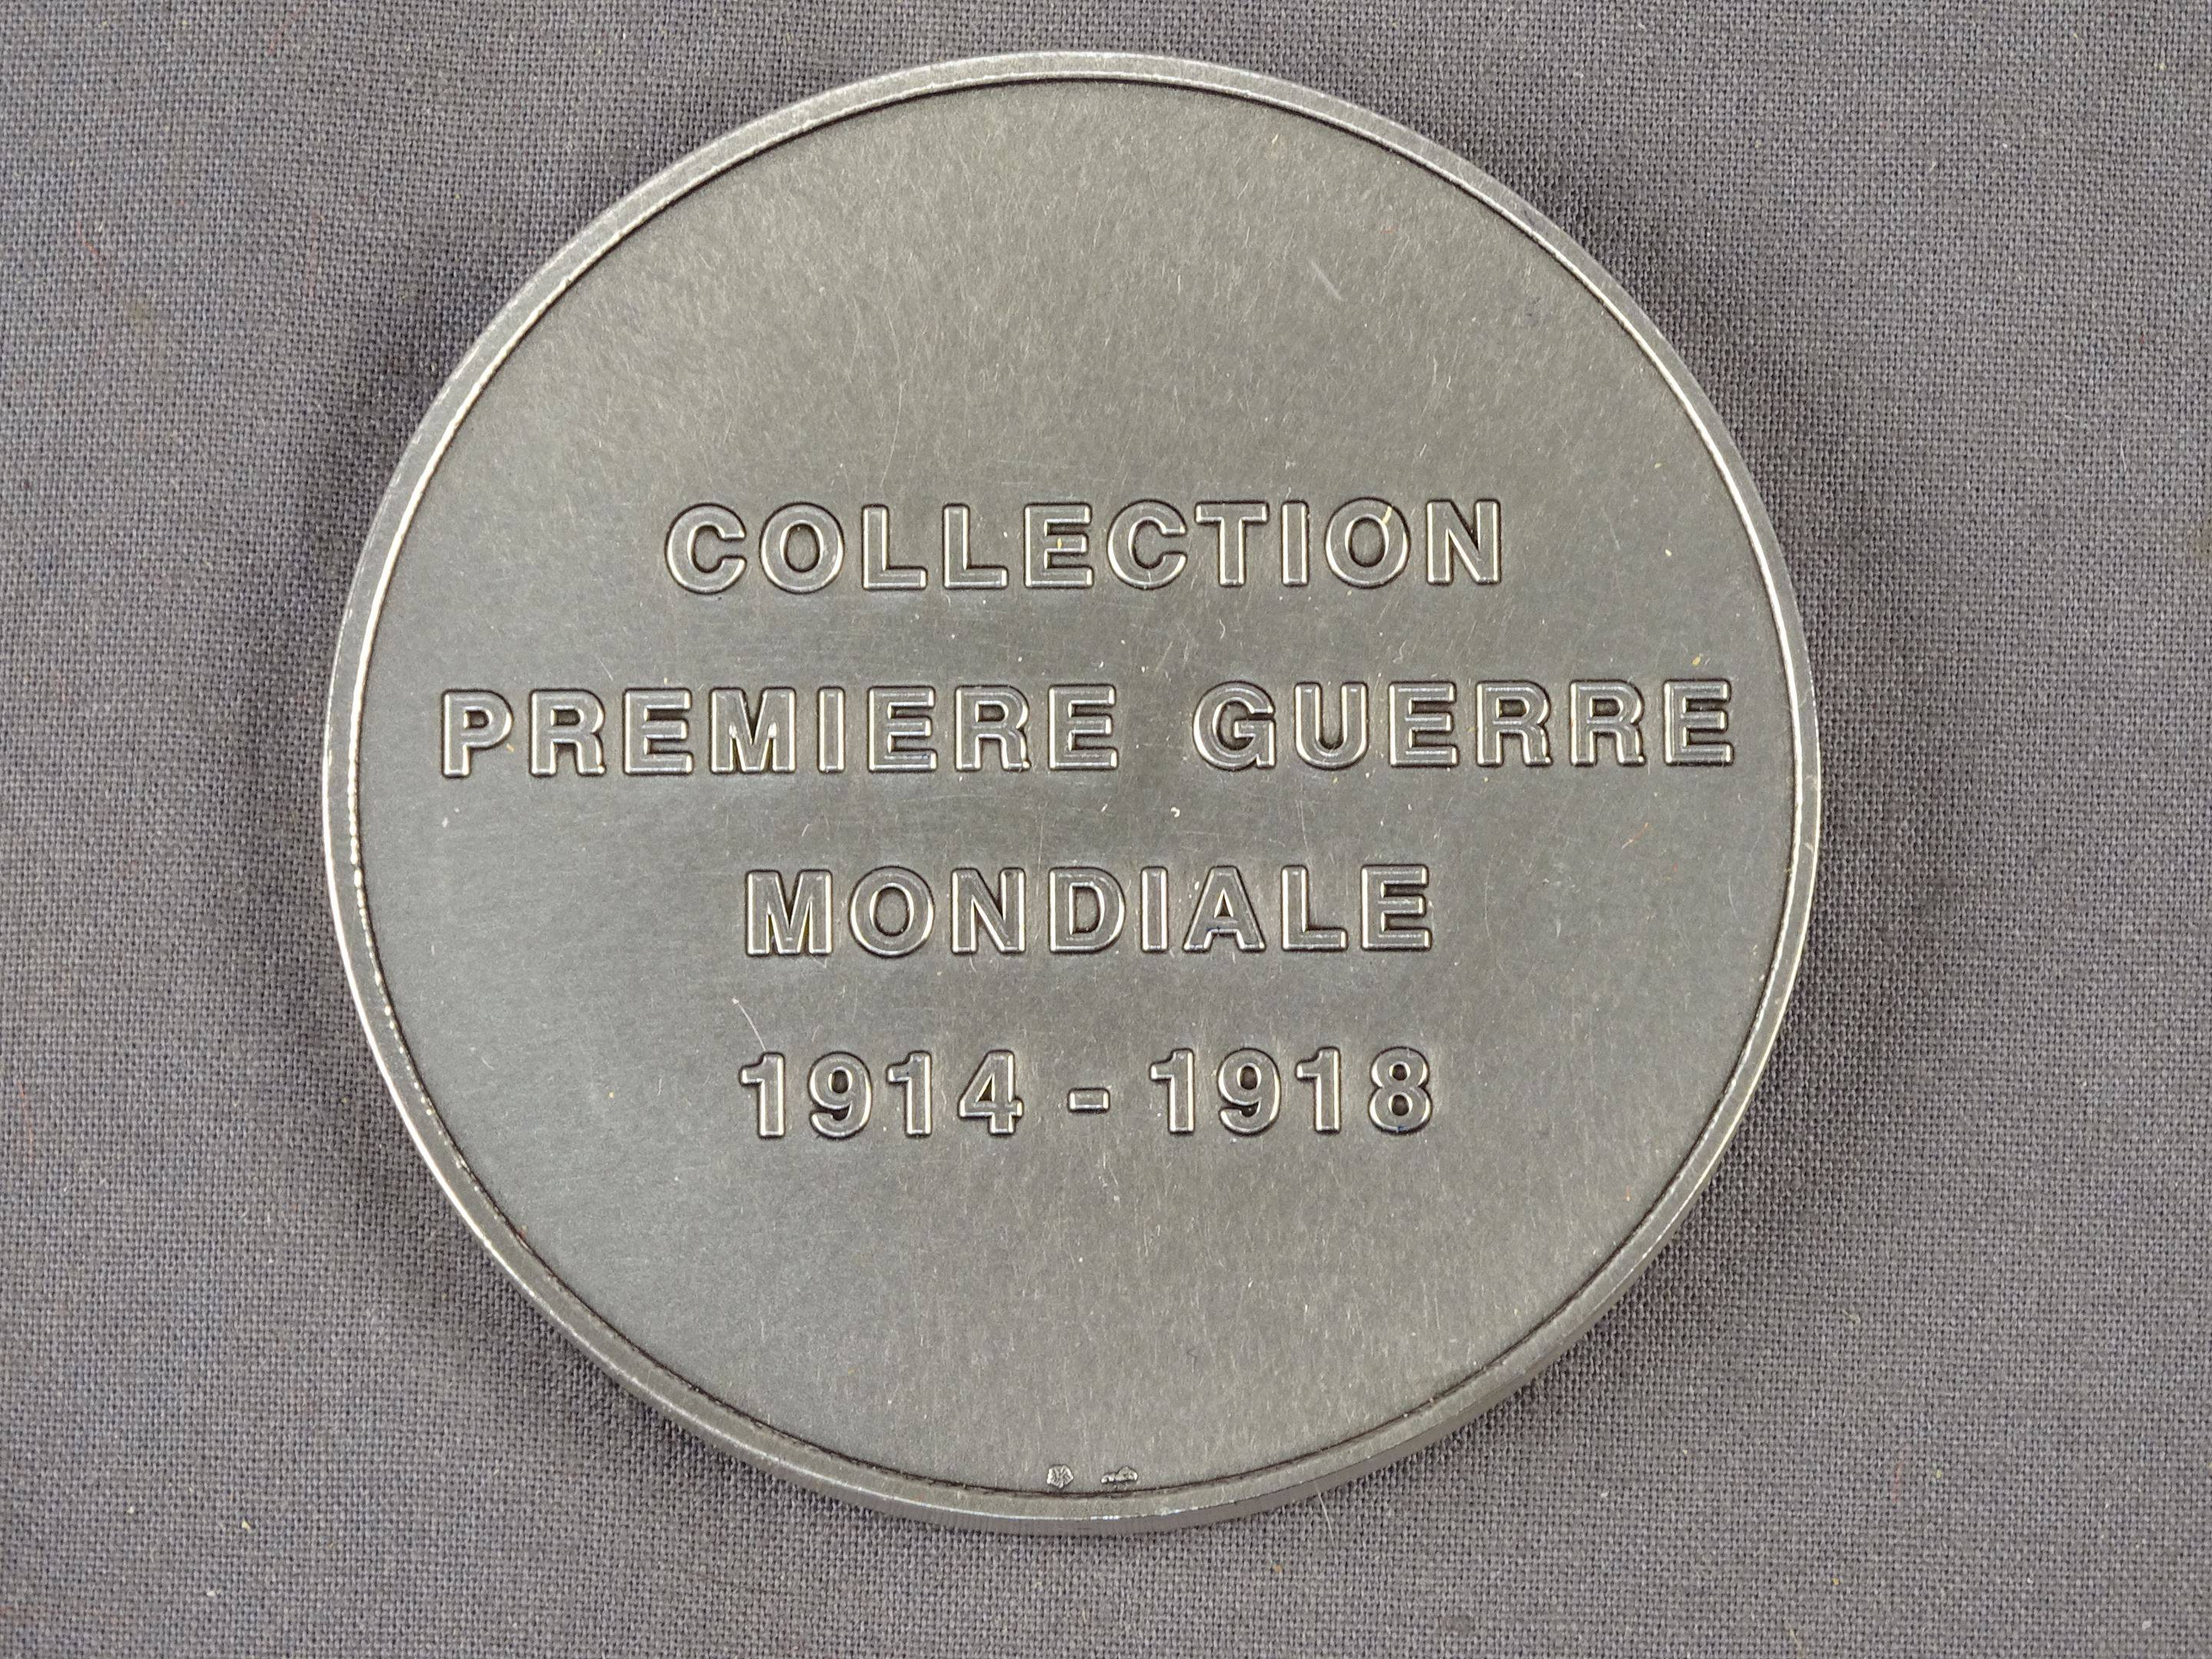 COLLECTION
PREMIERE GUERRE
MONDIALE
1914 - 1918